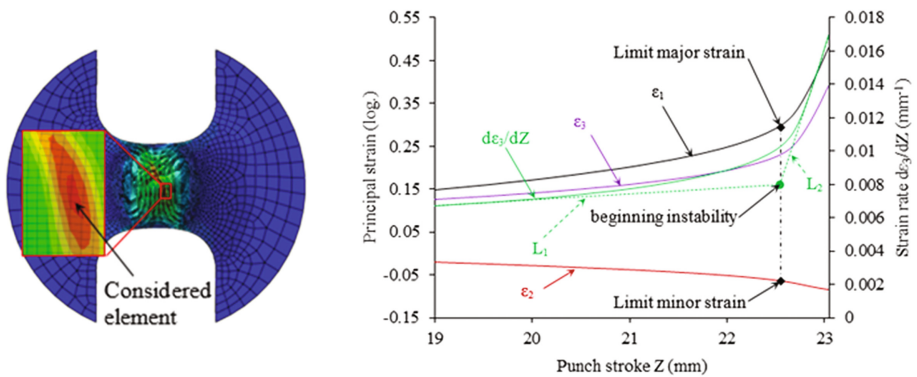 Considered
element
Principal strain (log.)
0.55
0.45
0.35
0.25
0.15
0.05
-0.05
-0.15
19
20
21
22
23
Punch stroke Z (mm)
0.018
0.016
0.014
0.012
0.010
0.008
0.006
0.004
0.002
0
Strain rate dε₃/dZ (mm⁻¹)
Limit major strain
ε₁
ε₃
dε₃/dZ
L₂
beginning instability
L₁
ε₂
Limit minor strain